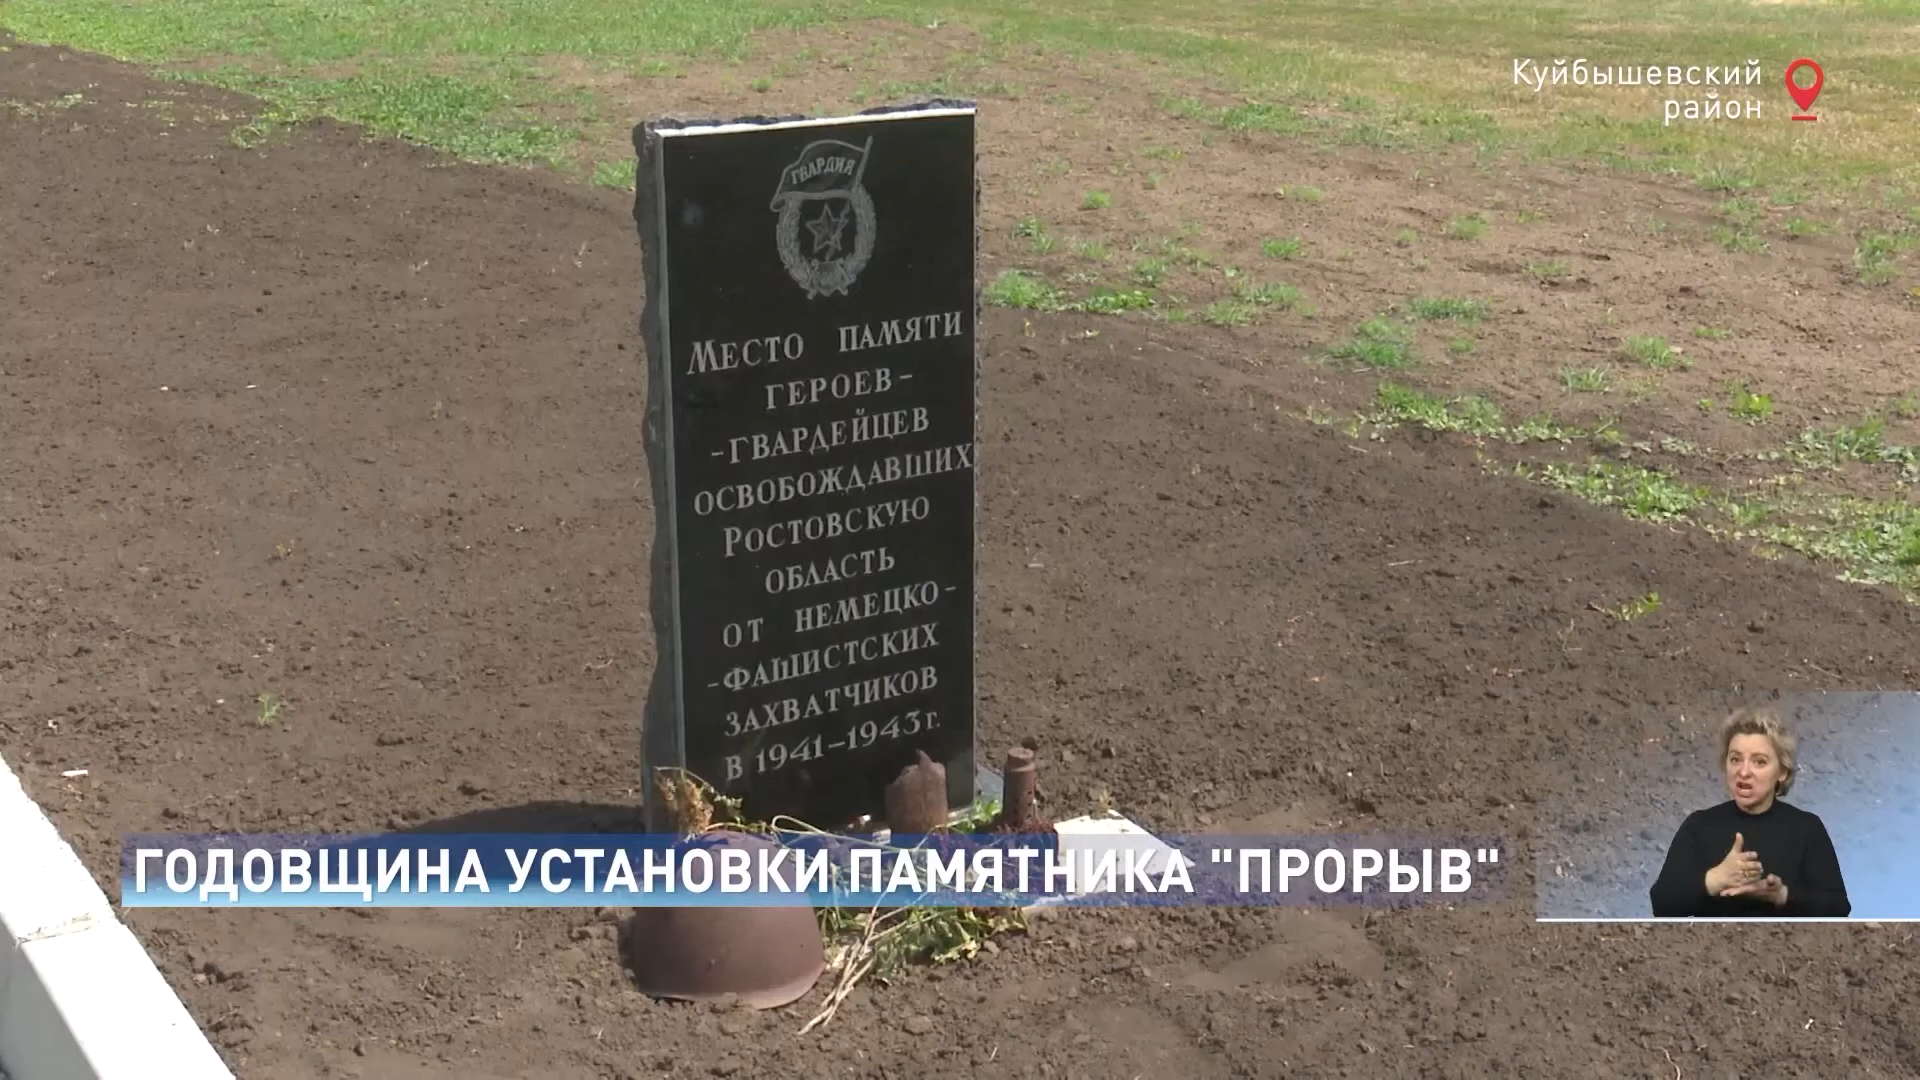 Куйбышевский
район
ГВАРДИЯ
МЕСТО ПАМЯТИ
ГЕРОЕВ-
-ГВАРДЕЙЦЕВ
ОСВОБОЖДАВШИХ
РОСТОВСКУЮ
ОБЛАСТЬ
ОТ НЕМЕЦКО-
-ФАШИСТСКИХ
ЗАХВАТЧИКОВ
В 1941-1943 г.
ГОДОВЩИНА УСТАНОВКИ ПАМЯТНИКА "ПРОРЫВ"